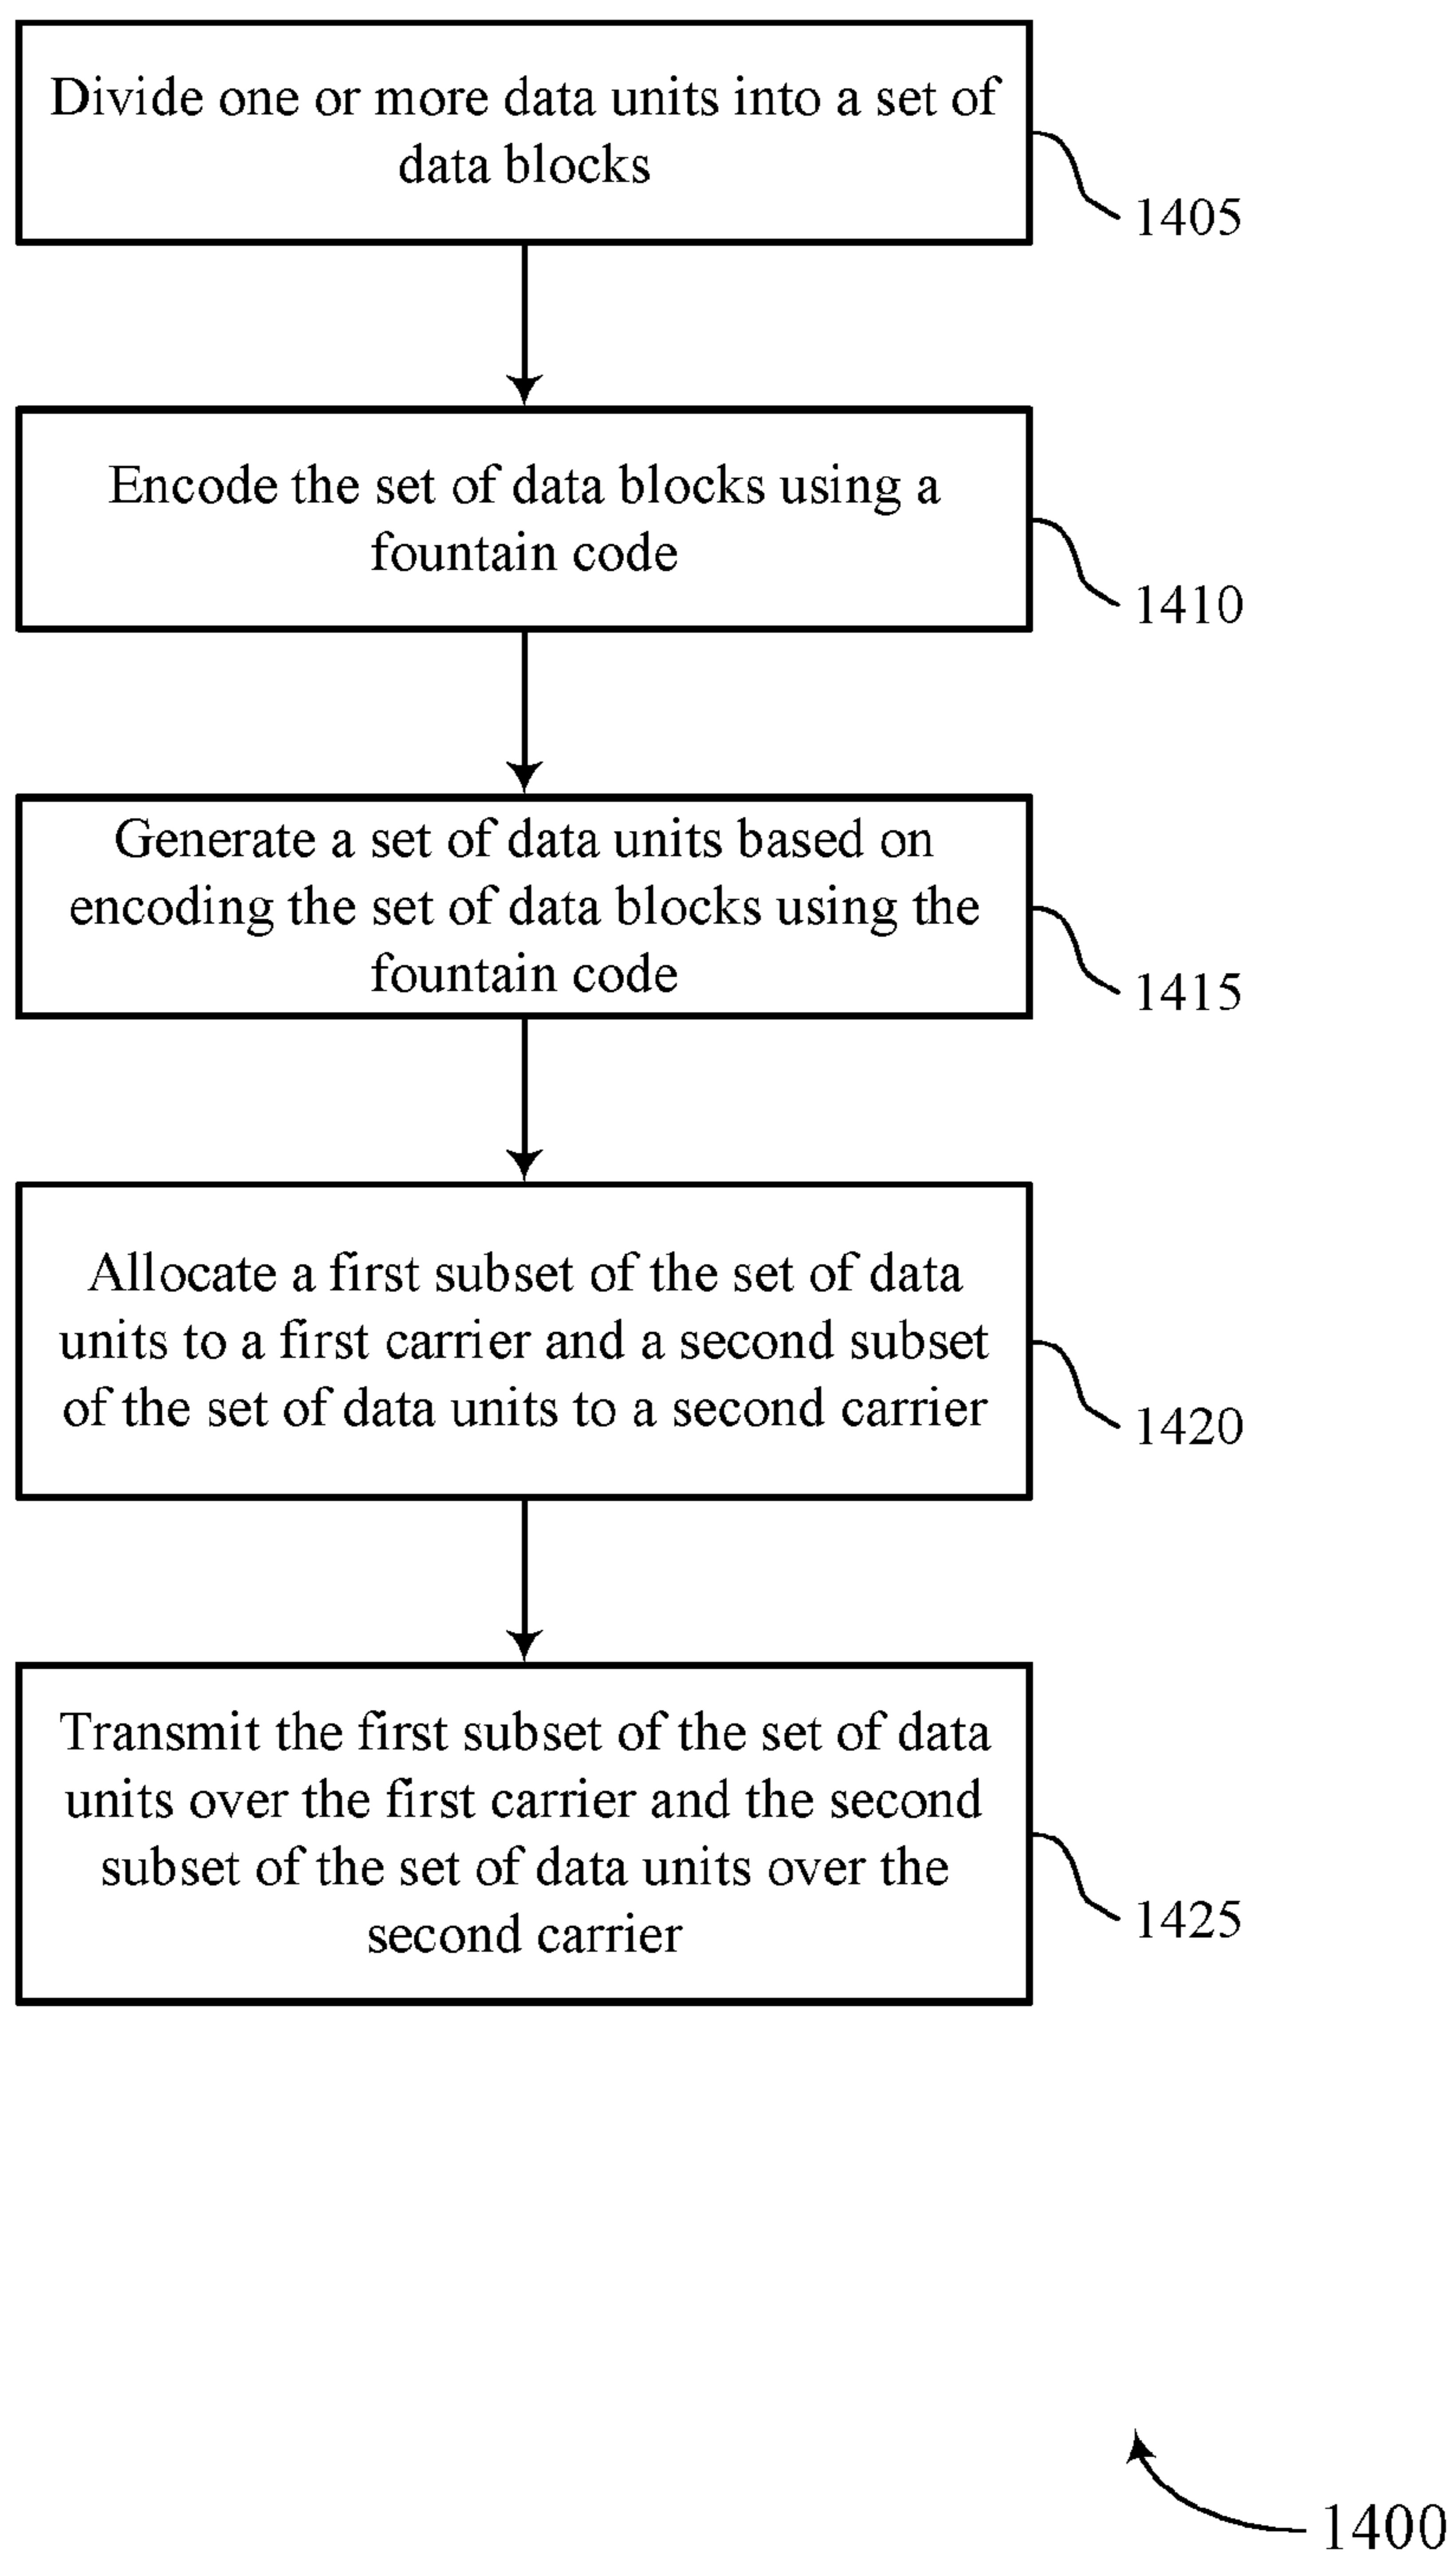 Divide one or more data units into a set of
data blocks
1405
Encode the set of data blocks using a
fountain code
1410
Generate a set of data units based on
encoding the set of data blocks using the
fountain code
1415
Allocate a first subset of the set of data
units to a first carrier and a second subset
of the set of data units to a second carrier
1420
Transmit the first subset of the set of data
units over the first carrier and the second
subset of the set of data units over the
second carrier
1425
1400